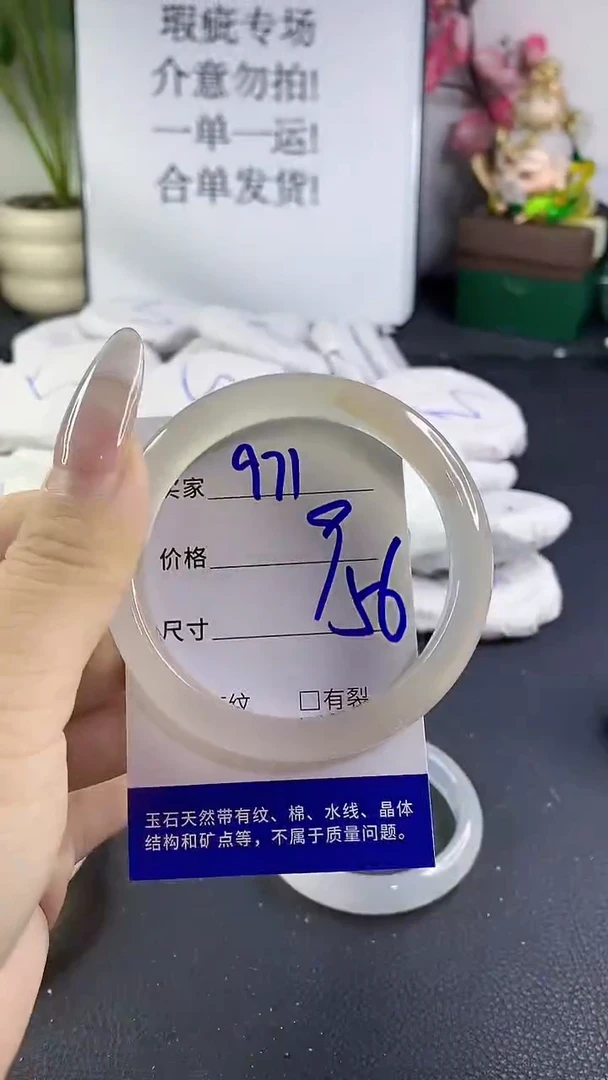 瑕疵专场
介意勿拍!
一单一运!
合单发货!
买家 971
价格
尺寸 56
纹 □有裂
玉石天然带有纹、棉、水线、晶体
结构和矿点等，不属于质量问题。